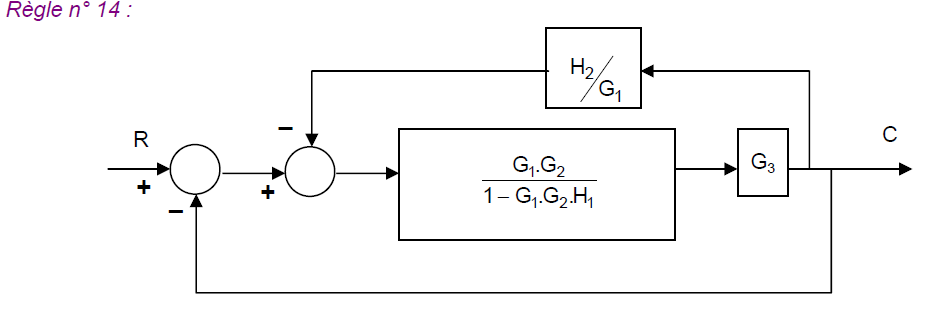 Règle n° 14 :
H₂/G₁
−
R
C
G₁.G₂
1 − G₁.G₂.H₁
G₃
+
+
−